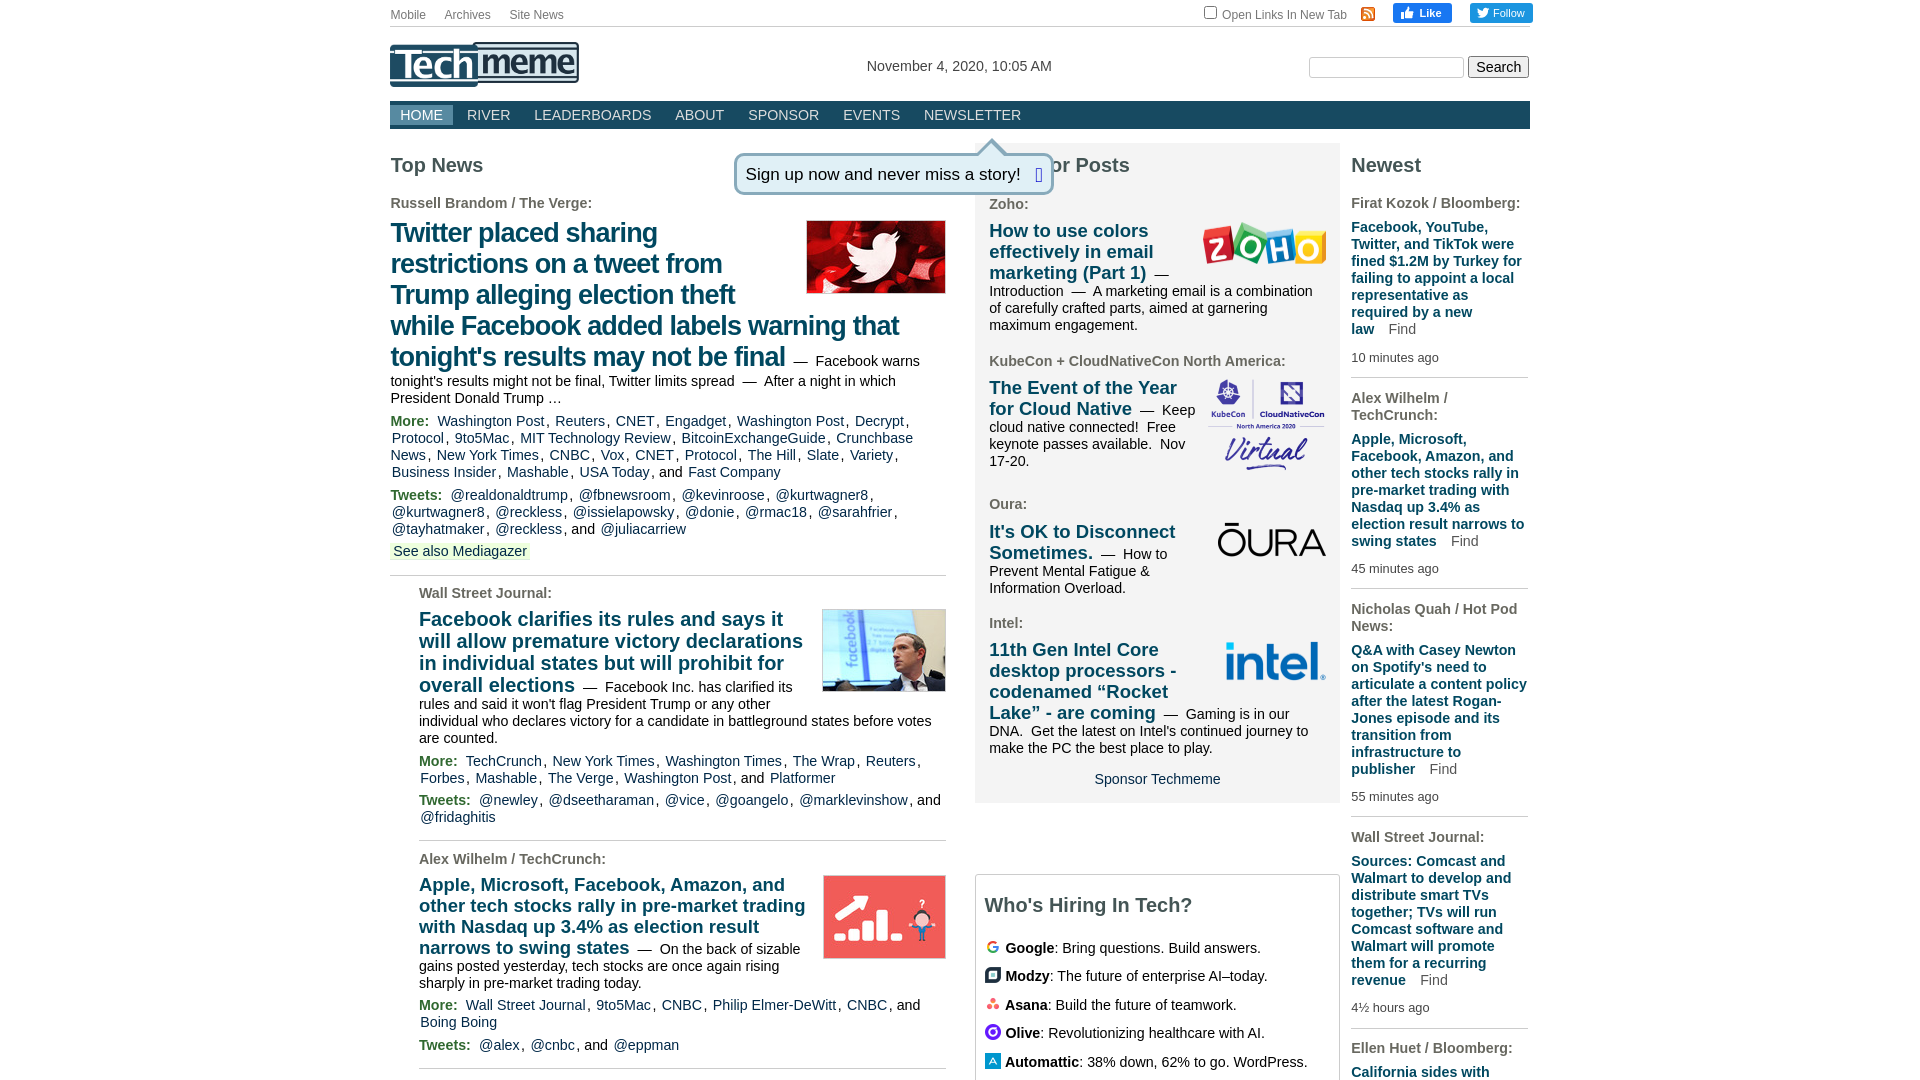 Mobile Archives Site News
Open Links In New Tab
Like
Follow
Techmeme
November 4, 2020, 10:05 AM
Search
HOME RIVER LEADERBOARDS ABOUT SPONSOR EVENTS NEWSLETTER
Sign up now and never miss a story!
Top News
Russell Brandom / The Verge:
Twitter placed sharing
restrictions on a tweet from
Trump alleging election theft
while Facebook added labels warning that
tonight's results may not be final — Facebook warns
tonight's results might not be final, Twitter limits spread — After a night in which
President Donald Trump …
More: Washington Post, Reuters, CNET, Engadget, Washington Post, Decrypt,
Protocol, 9to5Mac, MIT Technology Review, BitcoinExchangeGuide, Crunchbase
News, New York Times, CNBC, Vox, CNET, Protocol, The Hill, Slate, Variety,
Business Insider, Mashable, USA Today, and Fast Company
Tweets: @realdonaldtrump, @fbnewsroom, @kevinroose, @kurtwagner8,
@kurtwagner8, @reckless, @issielapowsky, @donie, @rmac18, @sarahfrier,
@tayhatmaker, @reckless, and @juliacarriew
See also Mediagazer
Wall Street Journal:
Facebook clarifies its rules and says it
will allow premature victory declarations
in individual states but will prohibit for
overall elections — Facebook Inc. has clarified its
rules and said it won't flag President Trump or any other
individual who declares victory for a candidate in battleground states before votes
are counted.
facebook
More: TechCrunch, New York Times, Washington Times, The Wrap, Reuters,
Forbes, Mashable, The Verge, Washington Post, and Platformer
Tweets: @newley, @dseetharaman, @vice, @goangelo, @marklevinshow, and
@fridaghitis
Alex Wilhelm / TechCrunch:
Apple, Microsoft, Facebook, Amazon, and
other tech stocks rally in pre-market trading
with Nasdaq up 3.4% as election result
narrows to swing states — On the back of sizable
gains posted yesterday, tech stocks are once again rising
sharply in pre-market trading today.
?
More: Wall Street Journal, 9to5Mac, CNBC, Philip Elmer-DeWitt, CNBC, and
Boing Boing
Tweets: @alex, @cnbc, and @eppman
or Posts
Zoho:
How to use colors
effectively in email
marketing (Part 1) —
Introduction — A marketing email is a combination
of carefully crafted parts, aimed at garnering
maximum engagement.
ZOHO
KubeCon + CloudNativeCon North America:
The Event of the Year
for Cloud Native — Keep
cloud native connected! Free
keynote passes available. Nov
17-20.
KubeCon CloudNativeCon
North America 2020
Virtual
Oura:
It's OK to Disconnect
Sometimes. — How to
Prevent Mental Fatigue &
Information Overload.
ŌURA
Intel:
11th Gen Intel Core
desktop processors -
codenamed “Rocket
Lake” - are coming — Gaming is in our
DNA. Get the latest on Intel's continued journey to
make the PC the best place to play.
intel®
Sponsor Techmeme
Who's Hiring In Tech?
Google: Bring questions. Build answers.
Modzy: The future of enterprise AI–today.
Asana: Build the future of teamwork.
Olive: Revolutionizing healthcare with AI.
Automattic: 38% down, 62% to go. WordPress.
Newest
Firat Kozok / Bloomberg:
Facebook, YouTube,
Twitter, and TikTok were
fined $1.2M by Turkey for
failing to appoint a local
representative as
required by a new
law Find
10 minutes ago
Alex Wilhelm /
TechCrunch:
Apple, Microsoft,
Facebook, Amazon, and
other tech stocks rally in
pre-market trading with
Nasdaq up 3.4% as
election result narrows to
swing states Find
45 minutes ago
Nicholas Quah / Hot Pod
News:
Q&A with Casey Newton
on Spotify's need to
articulate a content policy
after the latest Rogan-
Jones episode and its
transition from
infrastructure to
publisher Find
55 minutes ago
Wall Street Journal:
Sources: Comcast and
Walmart to develop and
distribute smart TVs
together; TVs will run
Comcast software and
Walmart will promote
them for a recurring
revenue Find
4½ hours ago
Ellen Huet / Bloomberg:
California sides with